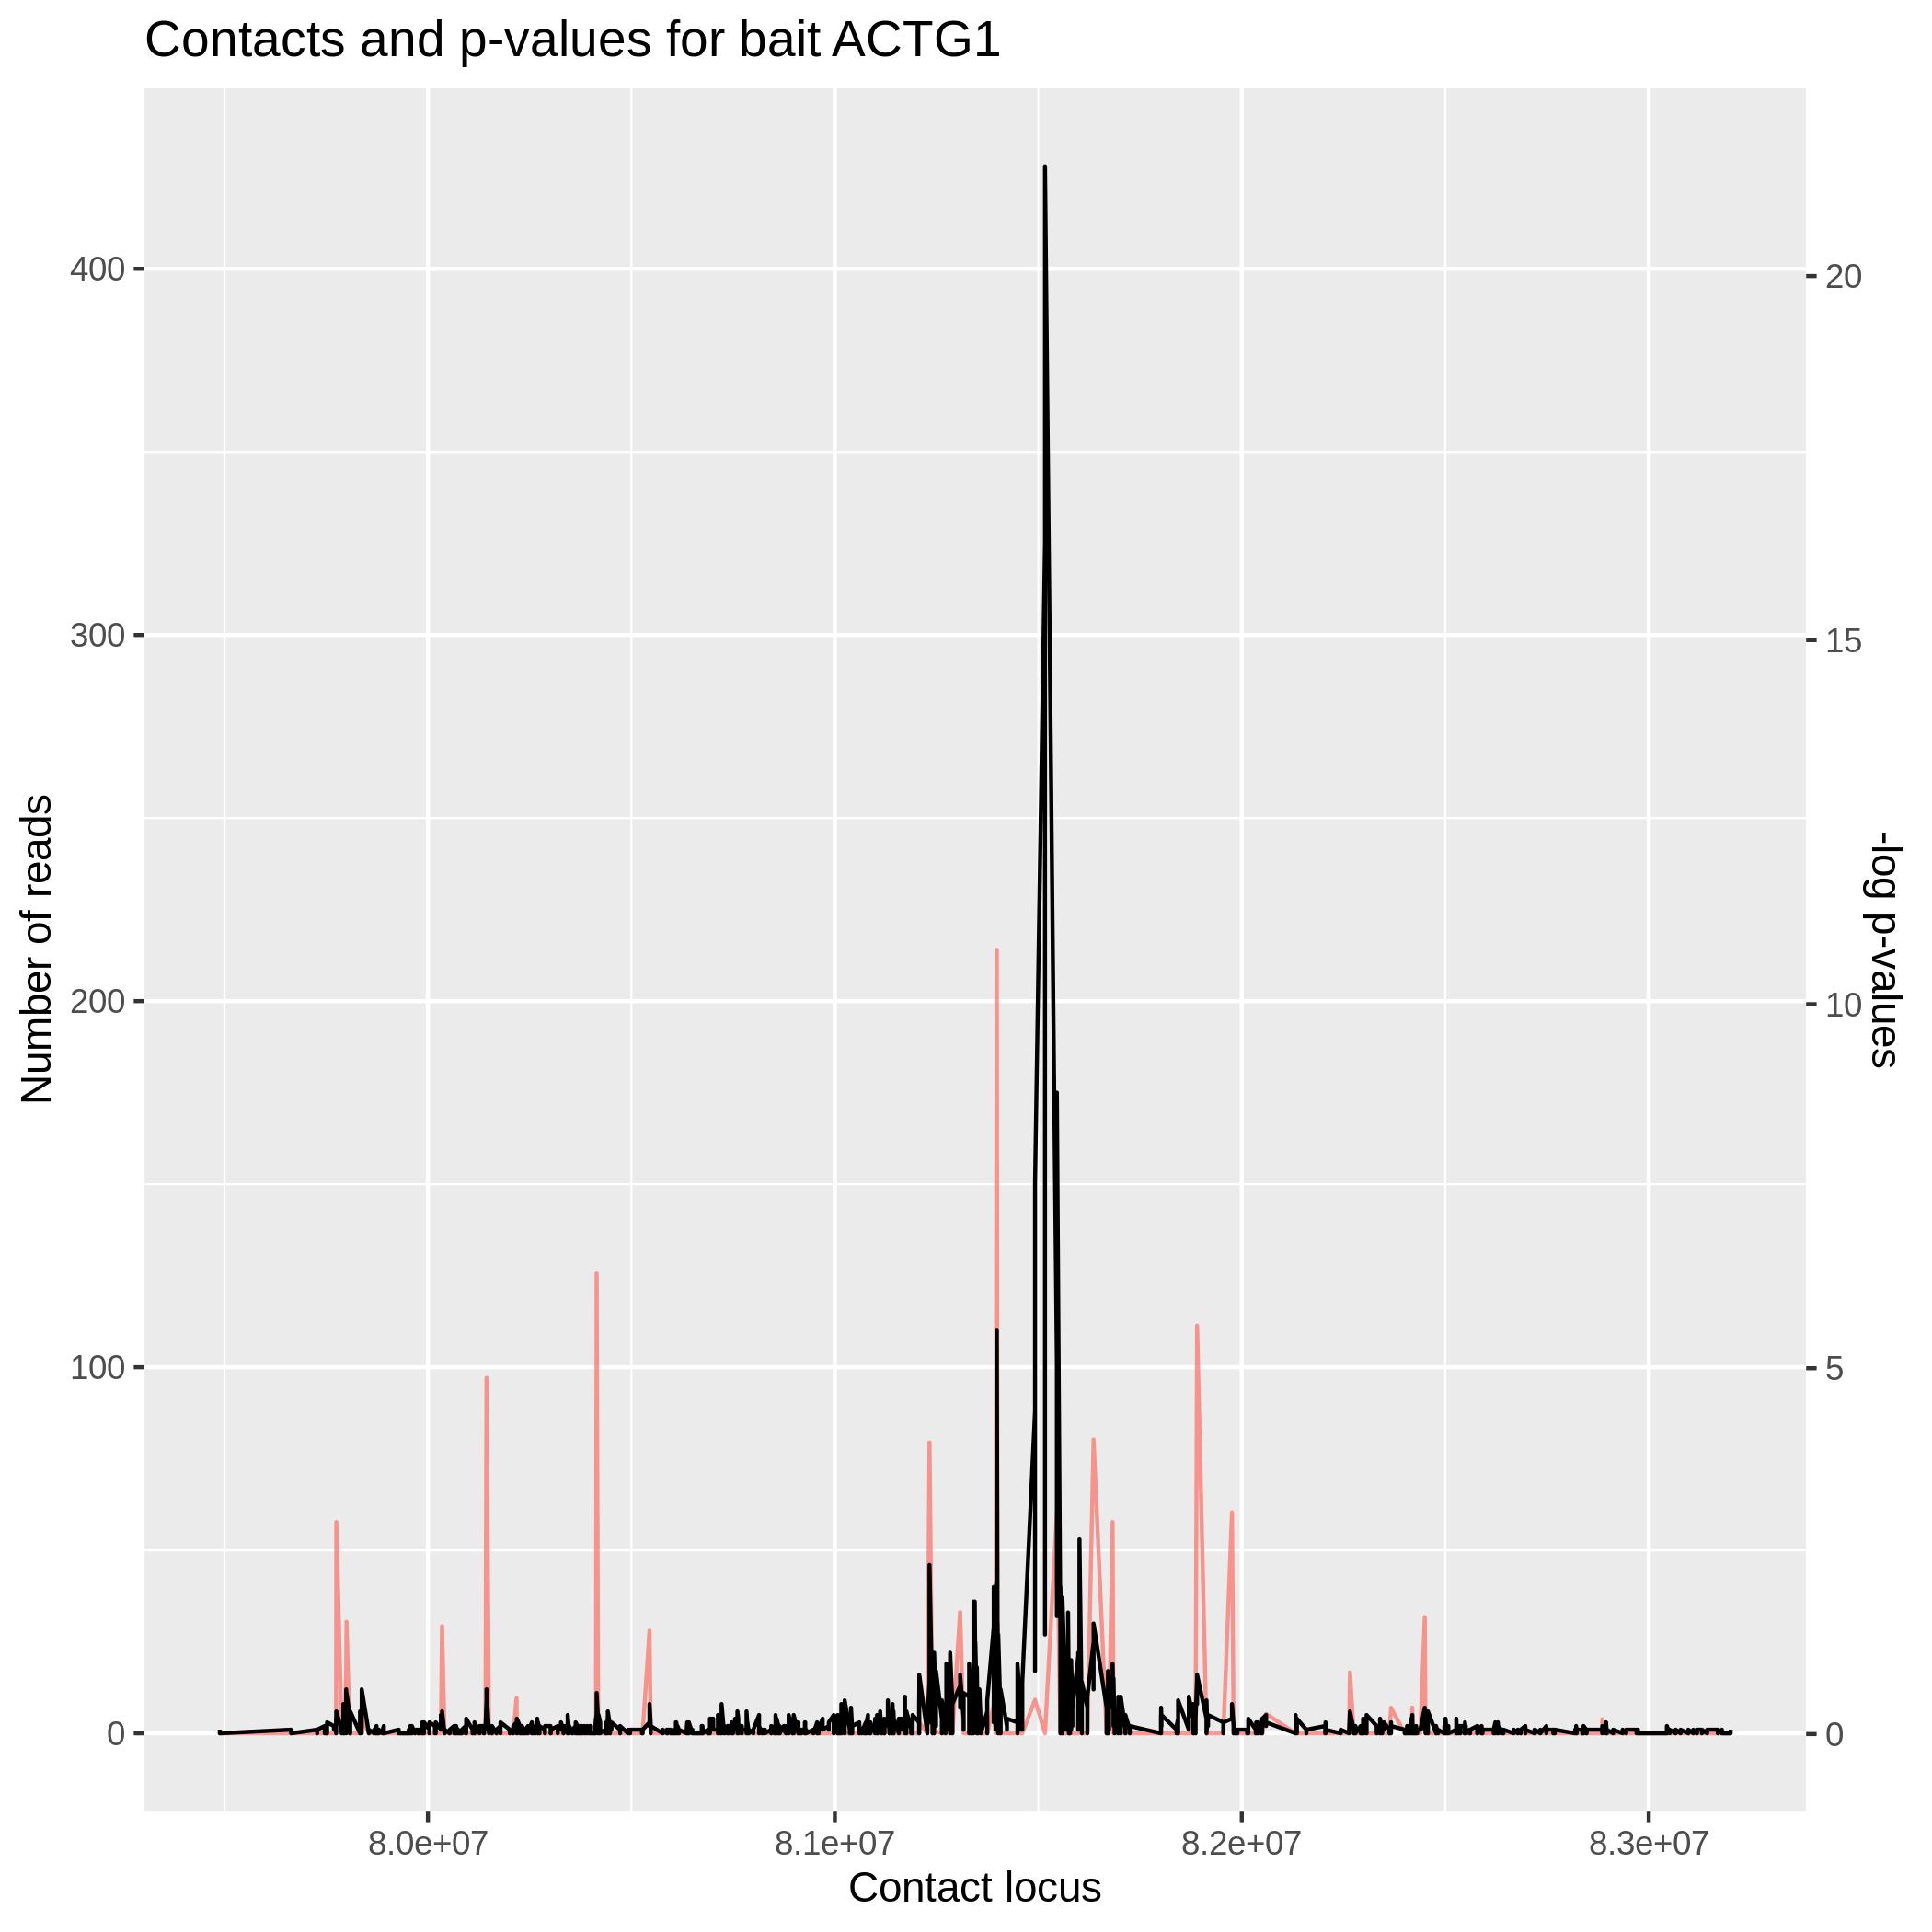 Contacts and p-values for bait ACTG1
Number of reads
400
300
200
100
0
20
15
10
5
0
-log p-values
8.0e+07
8.1e+07
8.2e+07
8.3e+07
Contact locus